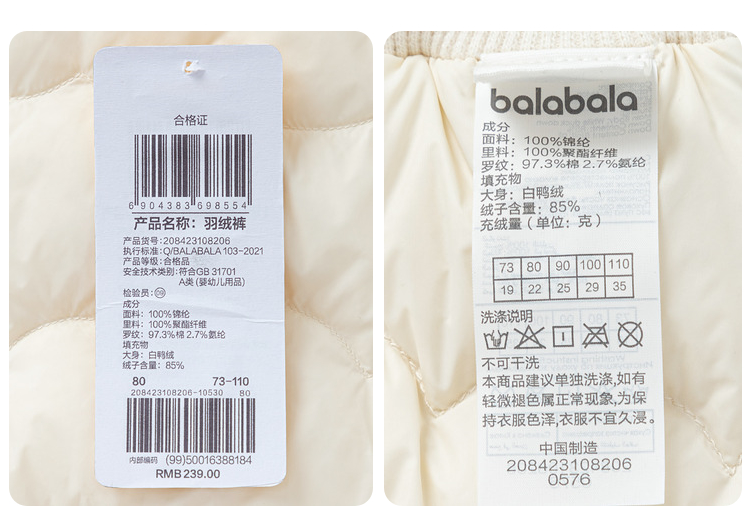 合格证
6 904383 698554
产品名称：羽绒裤
产品货号:208423108206
执行标准:Q/BALABALA 103-2021
产品等级:合格品
安全技术类别:符合GB 31701
A类 (婴幼儿用品)
检验员:09
成分
面料：100%锦纶
里料：100%聚酯纤维
罗纹：97.3%棉 2.7%氨纶
填充物
大身：白鸭绒
绒子含量：85%
80 73-110
208423108206-10530 80
内部编码 (99)50016388184
RMB239.00
balabala
成分
面料：100%锦纶
里料：100%聚酯纤维
罗纹：97.3%棉 2.7%氨纶
填充物
大身：白鸭绒
绒子含量：85%
充绒量（单位：克）
73 80 90 100 110
19 22 25 29 35
洗涤说明
不可干洗
本商品建议单独洗涤,如有
轻微褪色属正常现象,为保
持衣服色泽,衣服不宜久浸。
中国制造
208423108206
0576